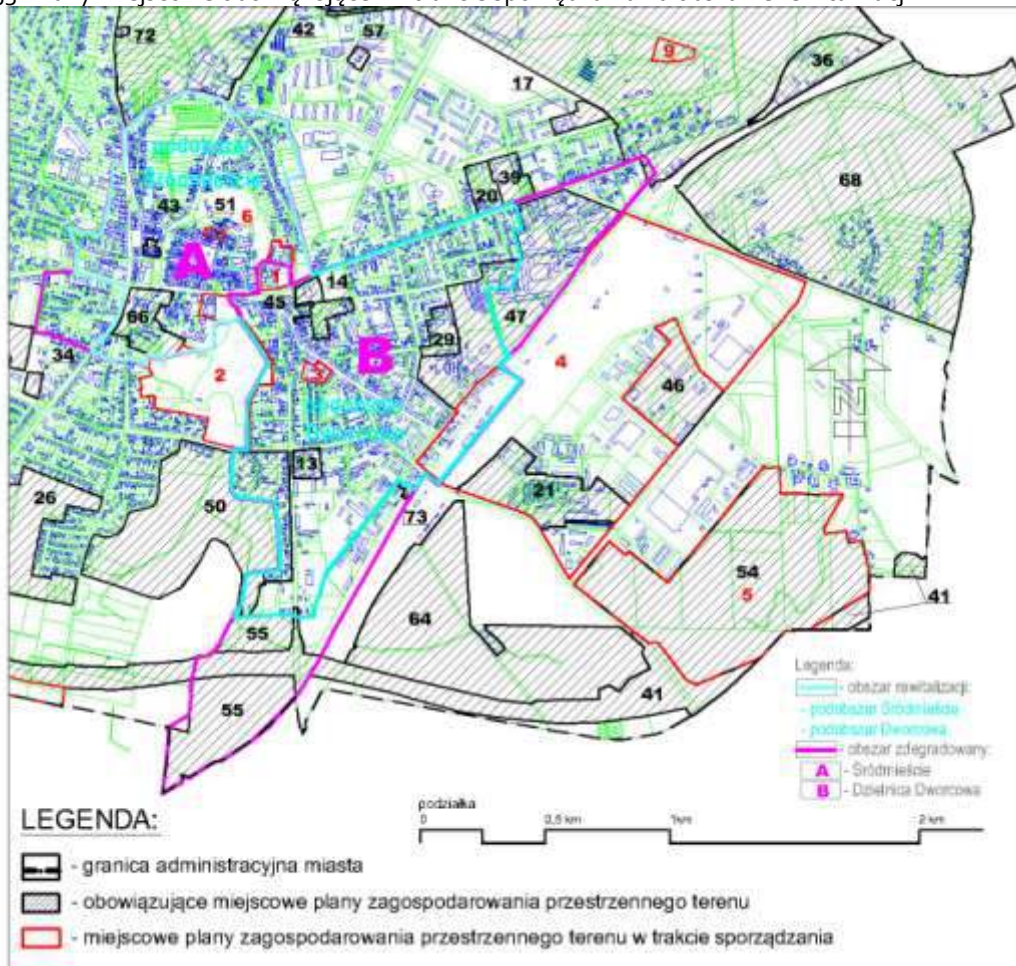 72
42
57
9
36
17
39
20
68
43
51
6
A
1
14
45
66
47
34
29
B
4
2
3
46
13
26
50
21
73
54
5
41
64
55
55
41
Legenda:
- obszar rewitalizacji:
- podobszar Śródmieście
- podobszar Dworcowa
- obszar zdegradowany:
A - Śródmieście
B - Dzielnica Dworcowa
podziałka
0 0,5 km 1km 2 km
LEGENDA:
- granica administracyjna miasta
- obowiązujące miejscowe plany zagospodarowania przestrzennego terenu
- miejscowe plany zagospodarowania przestrzennego terenu w trakcie sporządzania